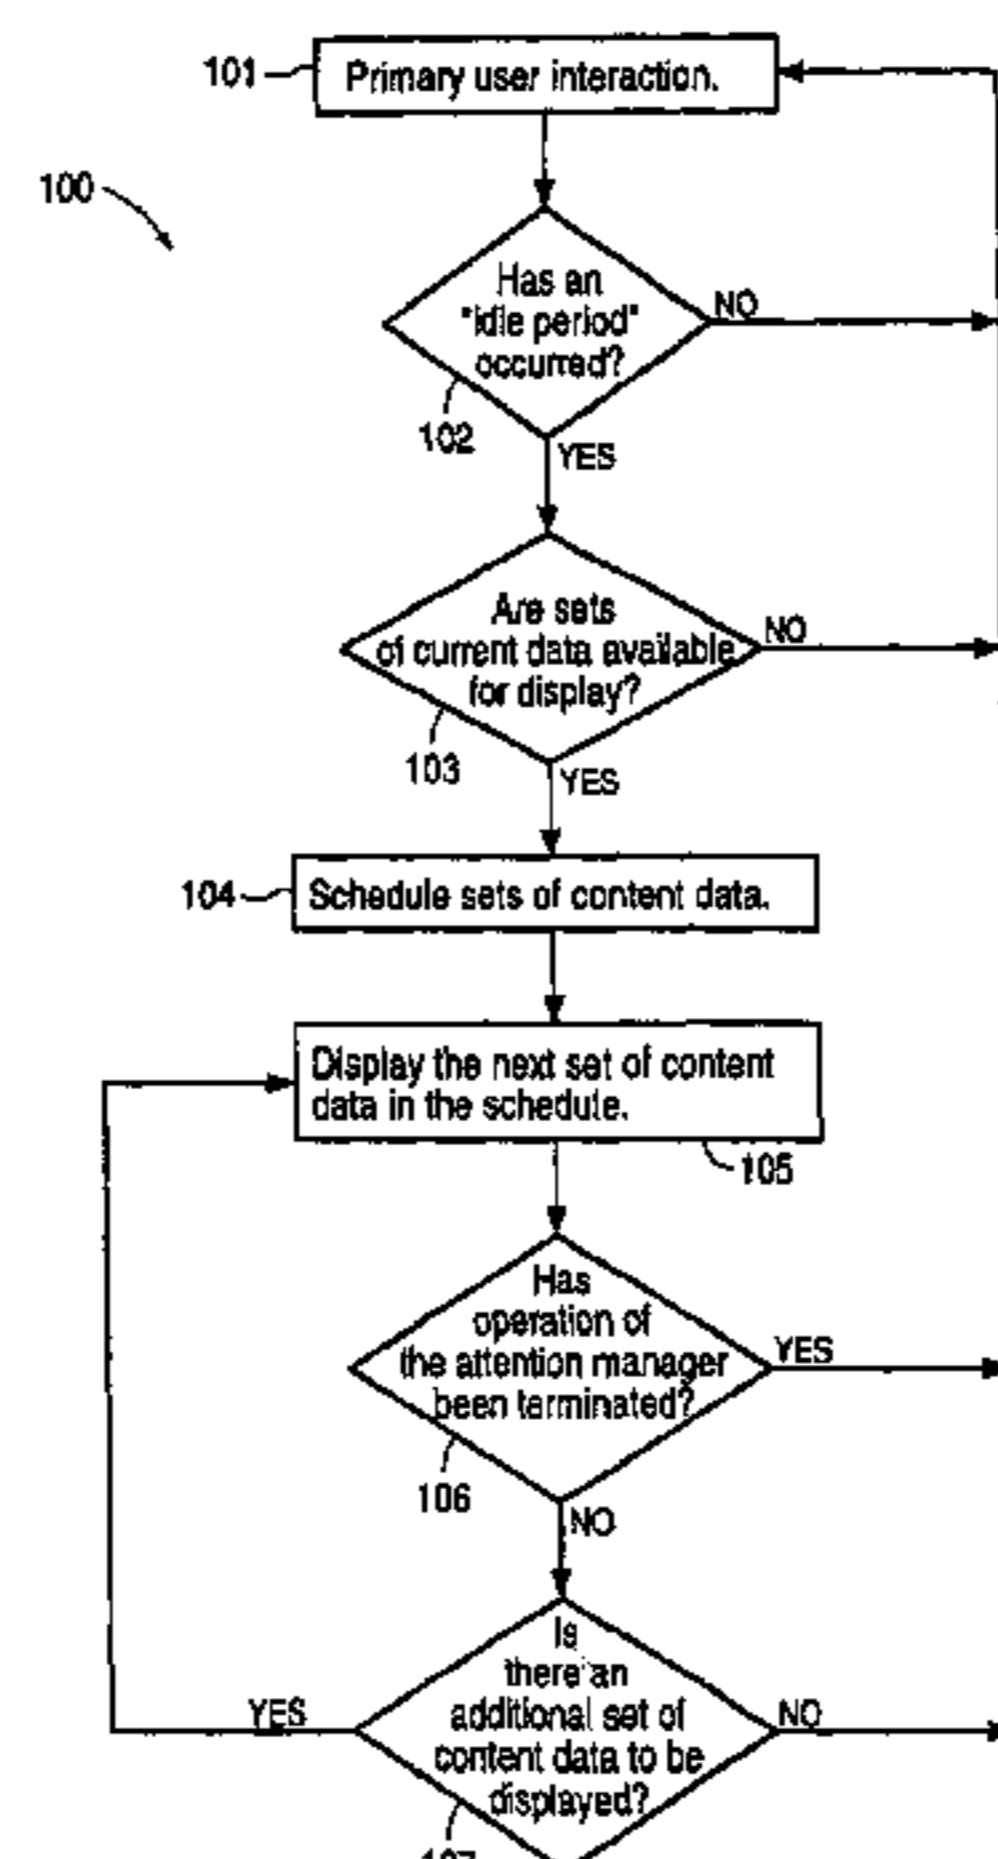 101
Primary user interaction.
100
Has an
"idle period"
occurred?
NO
102
YES
Are sets
of current data available
for display?
NO
103
YES
104
Schedule sets of content data.
Display the next set of content
data in the schedule.
105
Has
operation of
the attention manager
been terminated?
YES
106
NO
Is
there an
additional set of
content data to be
displayed?
YES
NO
107